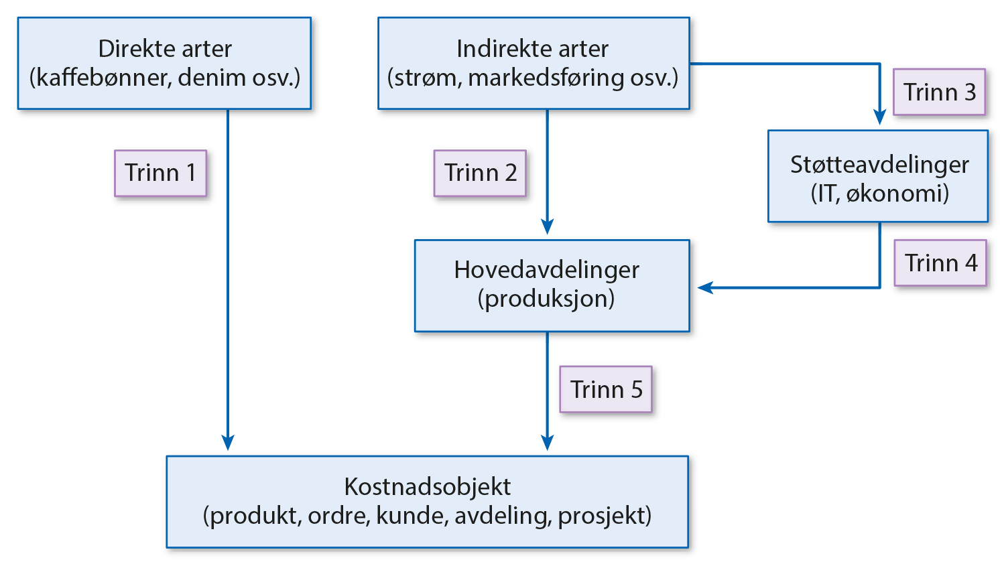 Direkte arter
(kaffebønner, denim osv.)
Indirekte arter
(strøm, markedsføring osv.)
Trinn 3
Trinn 1
Trinn 2
Støtteavdelinger
(IT, økonomi)
Hovedavdelinger
(produksjon)
Trinn 4
Trinn 5
Kostnadsobjekt
(produkt, ordre, kunde, avdeling, prosjekt)